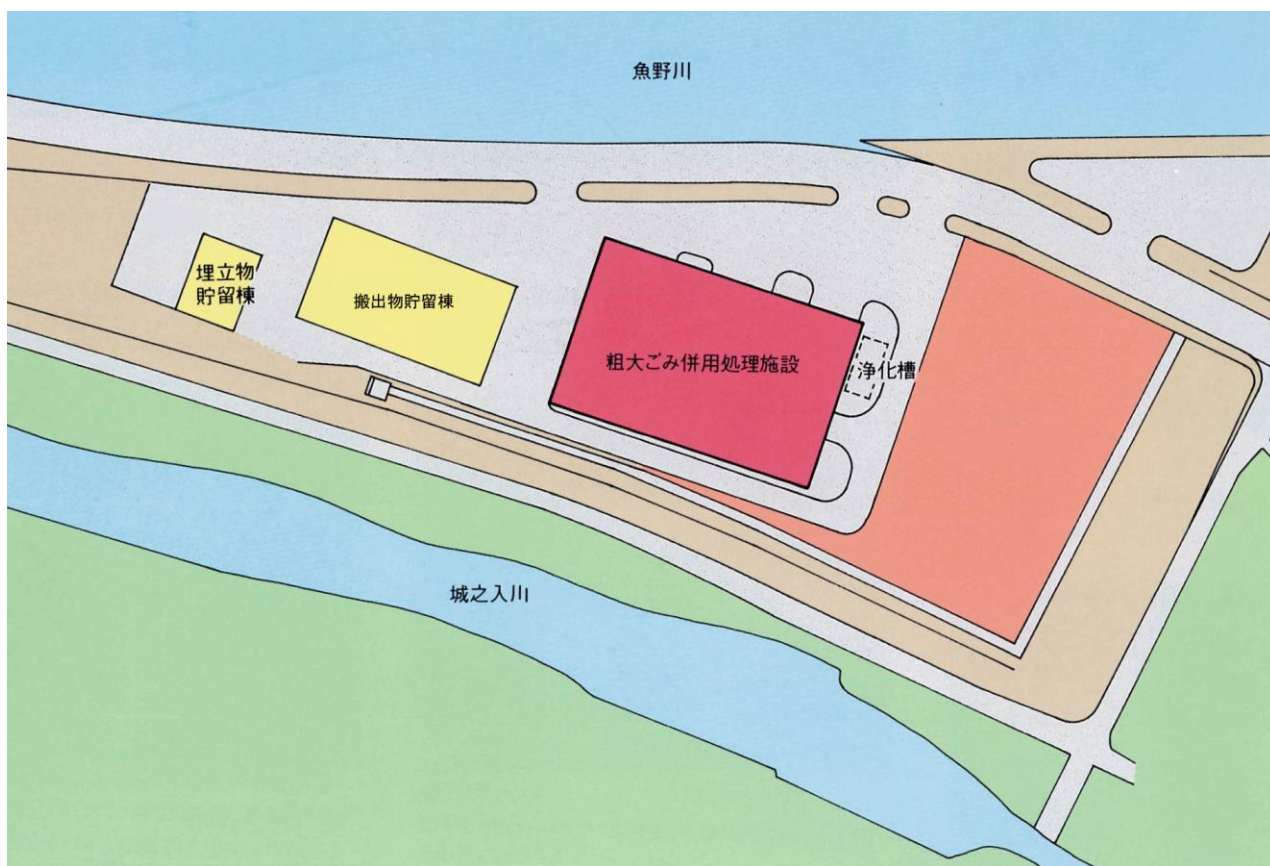 魚野川
埋立物
貯留棟
搬出物貯留棟
粗大ごみ併用処理施設
浄化槽
城之入川